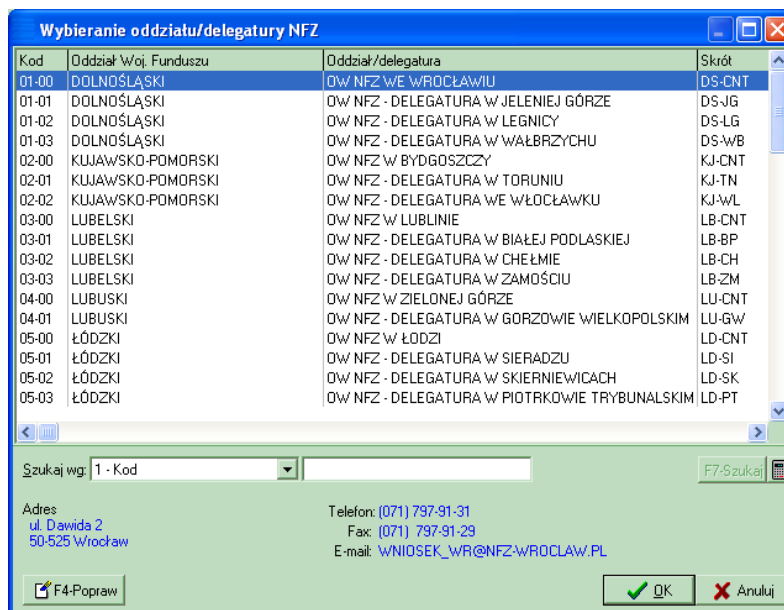 Wybieranie oddziału/delegatury NFZ
Kod Oddział Woj. Funduszu Oddział/delegatura Skrót
01-00 DOLNOŚLĄSKI OW NFZ WE WROCŁAWIU DS-CNT
01-01 DOLNOŚLĄSKI OW NFZ - DELEGATURA W JELENIEJ GÓRZE DS-JG
01-02 DOLNOŚLĄSKI OW NFZ - DELEGATURA W LEGNICY DS-LG
01-03 DOLNOŚLĄSKI OW NFZ - DELEGATURA W WAŁBRZYCHU DS-WB
02-00 KUJAWSKO-POMORSKI OW NFZ W BYDGOSZCZY KJ-CNT
02-01 KUJAWSKO-POMORSKI OW NFZ - DELEGATURA W TORUNIU KJ-TN
02-02 KUJAWSKO-POMORSKI OW NFZ - DELEGATURA WE WŁOCŁAWKU KJ-WL
03-00 LUBELSKI OW NFZ W LUBLINIE LB-CNT
03-01 LUBELSKI OW NFZ - DELEGATURA W BIAŁEJ PODLASKIEJ LB-BP
03-02 LUBELSKI OW NFZ - DELEGATURA W CHEŁMIE LB-CH
03-03 LUBELSKI OW NFZ - DELEGATURA W ZAMOŚCIU LB-ZM
04-00 LUBUSKI OW NFZ W ZIELONEJ GÓRZE LU-CNT
04-01 LUBUSKI OW NFZ - DELEGATURA W GORZOWIE WIELKOPOLSKIM LU-GW
05-00 ŁÓDZKI OW NFZ W ŁODZI LD-CNT
05-01 ŁÓDZKI OW NFZ - DELEGATURA W SIERADZU LD-SI
05-02 ŁÓDZKI OW NFZ - DELEGATURA W SKIERNIEWICACH LD-SK
05-03 ŁÓDZKI OW NFZ - DELEGATURA W PIOTRKOWIE TRYBUNALSKIM LD-PT
Szukaj wg: 1 - Kod F7-Szukaj
Adres Telefon: (071) 797-91-31
ul. Dawida 2 Fax: (071) 797-91-29
50-525 Wrocław E-mail: WNIOSEK_WR@NFZ-WROCLAW.PL
F4-Popraw OK Anuluj